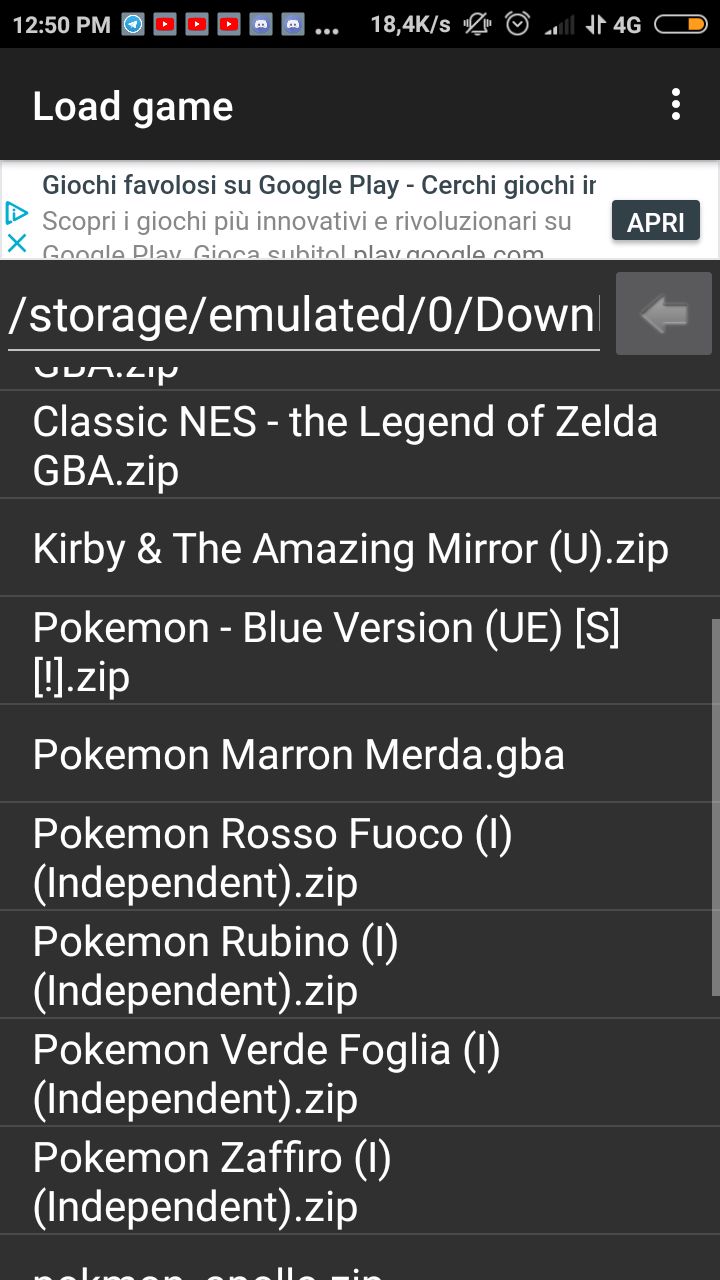 12:50 PM ... 18,4K/s 4G
Load game
Giochi favolosi su Google Play - Cerchi giochi in
Scopri i giochi più innovativi e rivoluzionari su
Google Play. Gioca subito! play.google.com
APRI
/storage/emulated/0/Downl
GBA.zip
Classic NES - the Legend of Zelda
GBA.zip
Kirby & The Amazing Mirror (U).zip
Pokemon - Blue Version (UE) [S]
[!].zip
Pokemon Marron Merda.gba
Pokemon Rosso Fuoco (I)
(Independent).zip
Pokemon Rubino (I)
(Independent).zip
Pokemon Verde Foglia (I)
(Independent).zip
Pokemon Zaffiro (I)
(Independent).zip
pokmon_apollo.zip